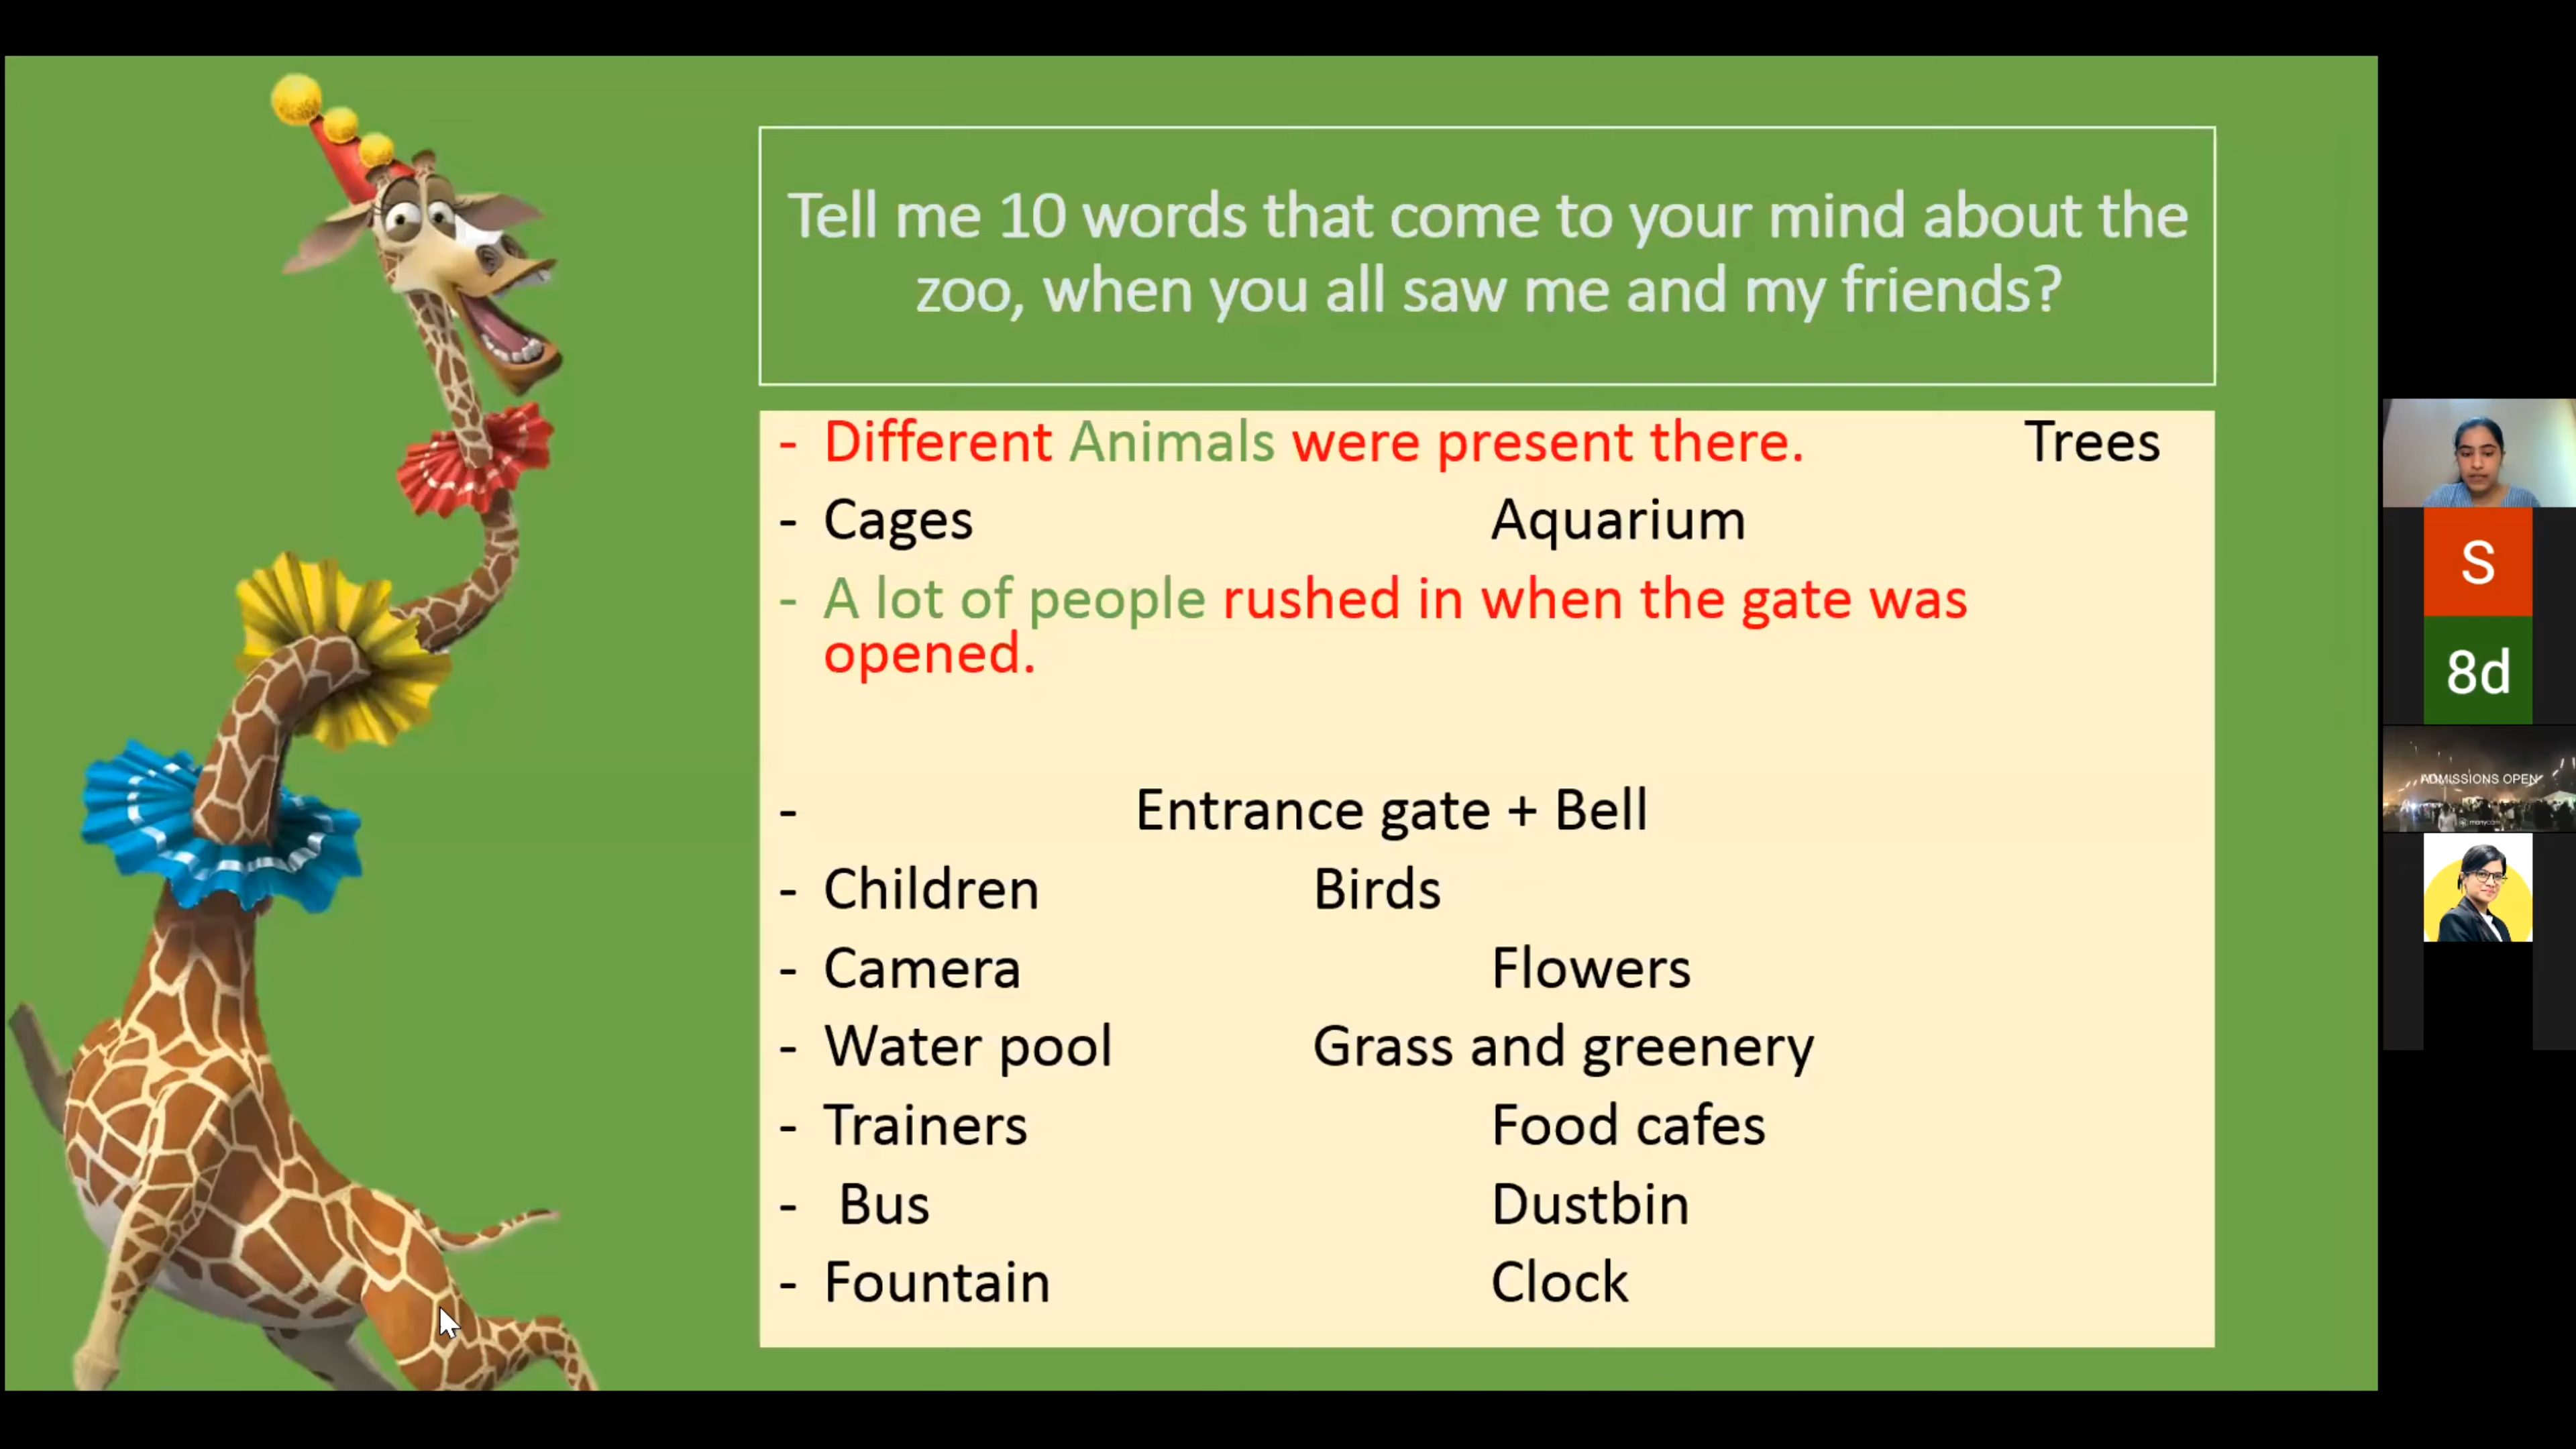 Tell me 10 words that come to your mind about the
zoo, when you all saw me and my friends?
- Different Animals were present there. Trees
- Cages Aquarium
- A lot of people rushed in when the gate was
opened.
- Entrance gate + Bell
- Children Birds
- Camera Flowers
- Water pool Grass and greenery
- Trainers Food cafes
- Bus Dustbin
- Fountain Clock
S
8d
ADMISSIONS OPEN
manycam